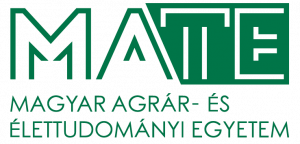 MATE
MAGYAR AGRÁR- ÉS
ÉLETTUDOMÁNYI EGYETEM